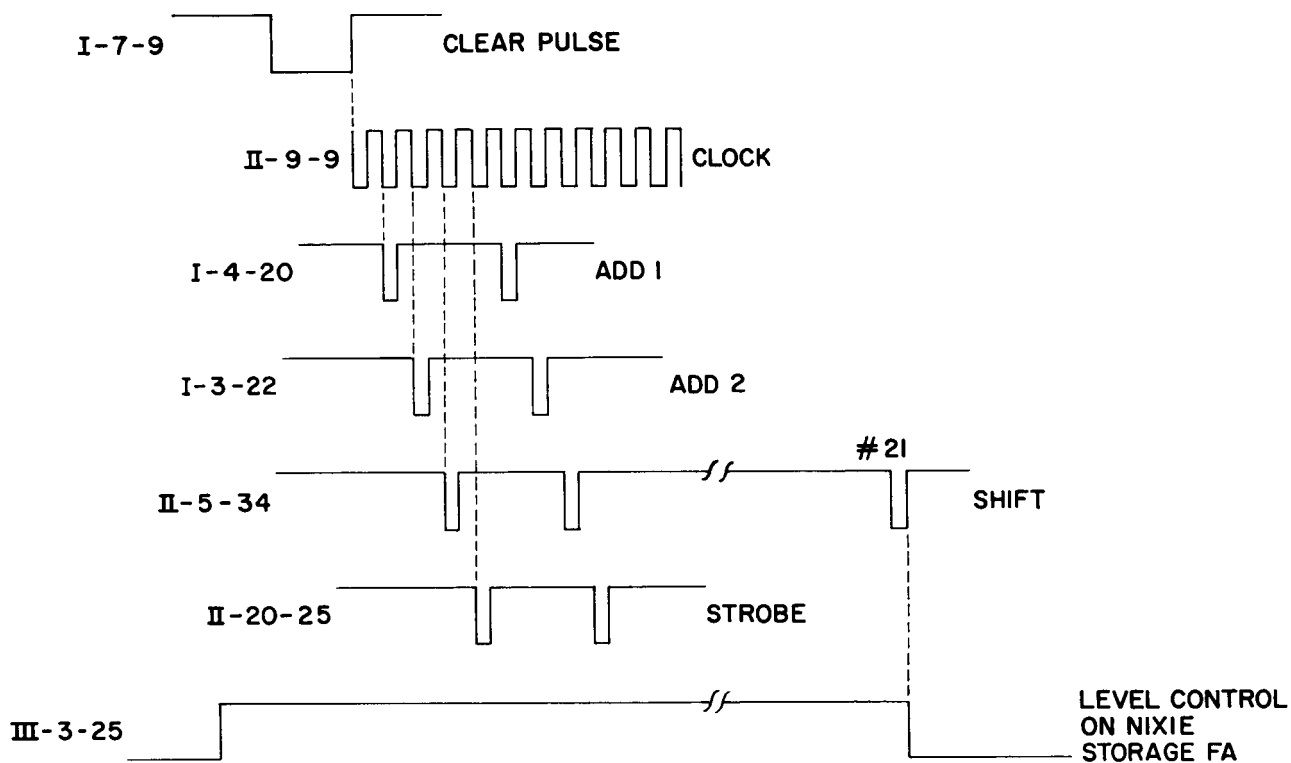 I-7-9 CLEAR PULSE
II-9-9 CLOCK
I-4-20 ADD 1
I-3-22 ADD 2
#21
II-5-34 SHIFT
II-20-25 STROBE
III-3-25 LEVEL CONTROL
ON NIXIE
STORAGE FA